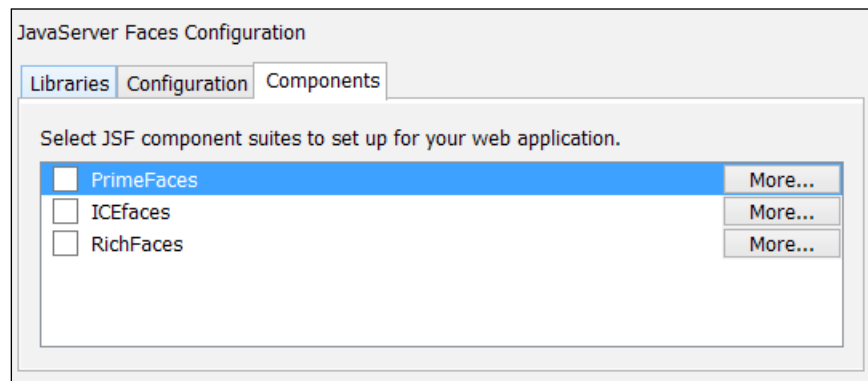 JavaServer Faces Configuration
Libraries Configuration Components
Select JSF component suites to set up for your web application.
PrimeFaces More...
ICEfaces More...
RichFaces More...